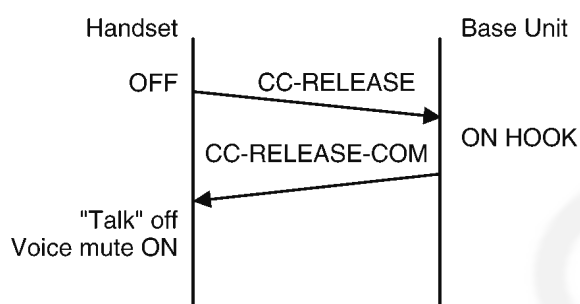 Handset
Base Unit
OFF
CC-RELEASE
ON HOOK
CC-RELEASE-COM
"Talk" off
Voice mute ON